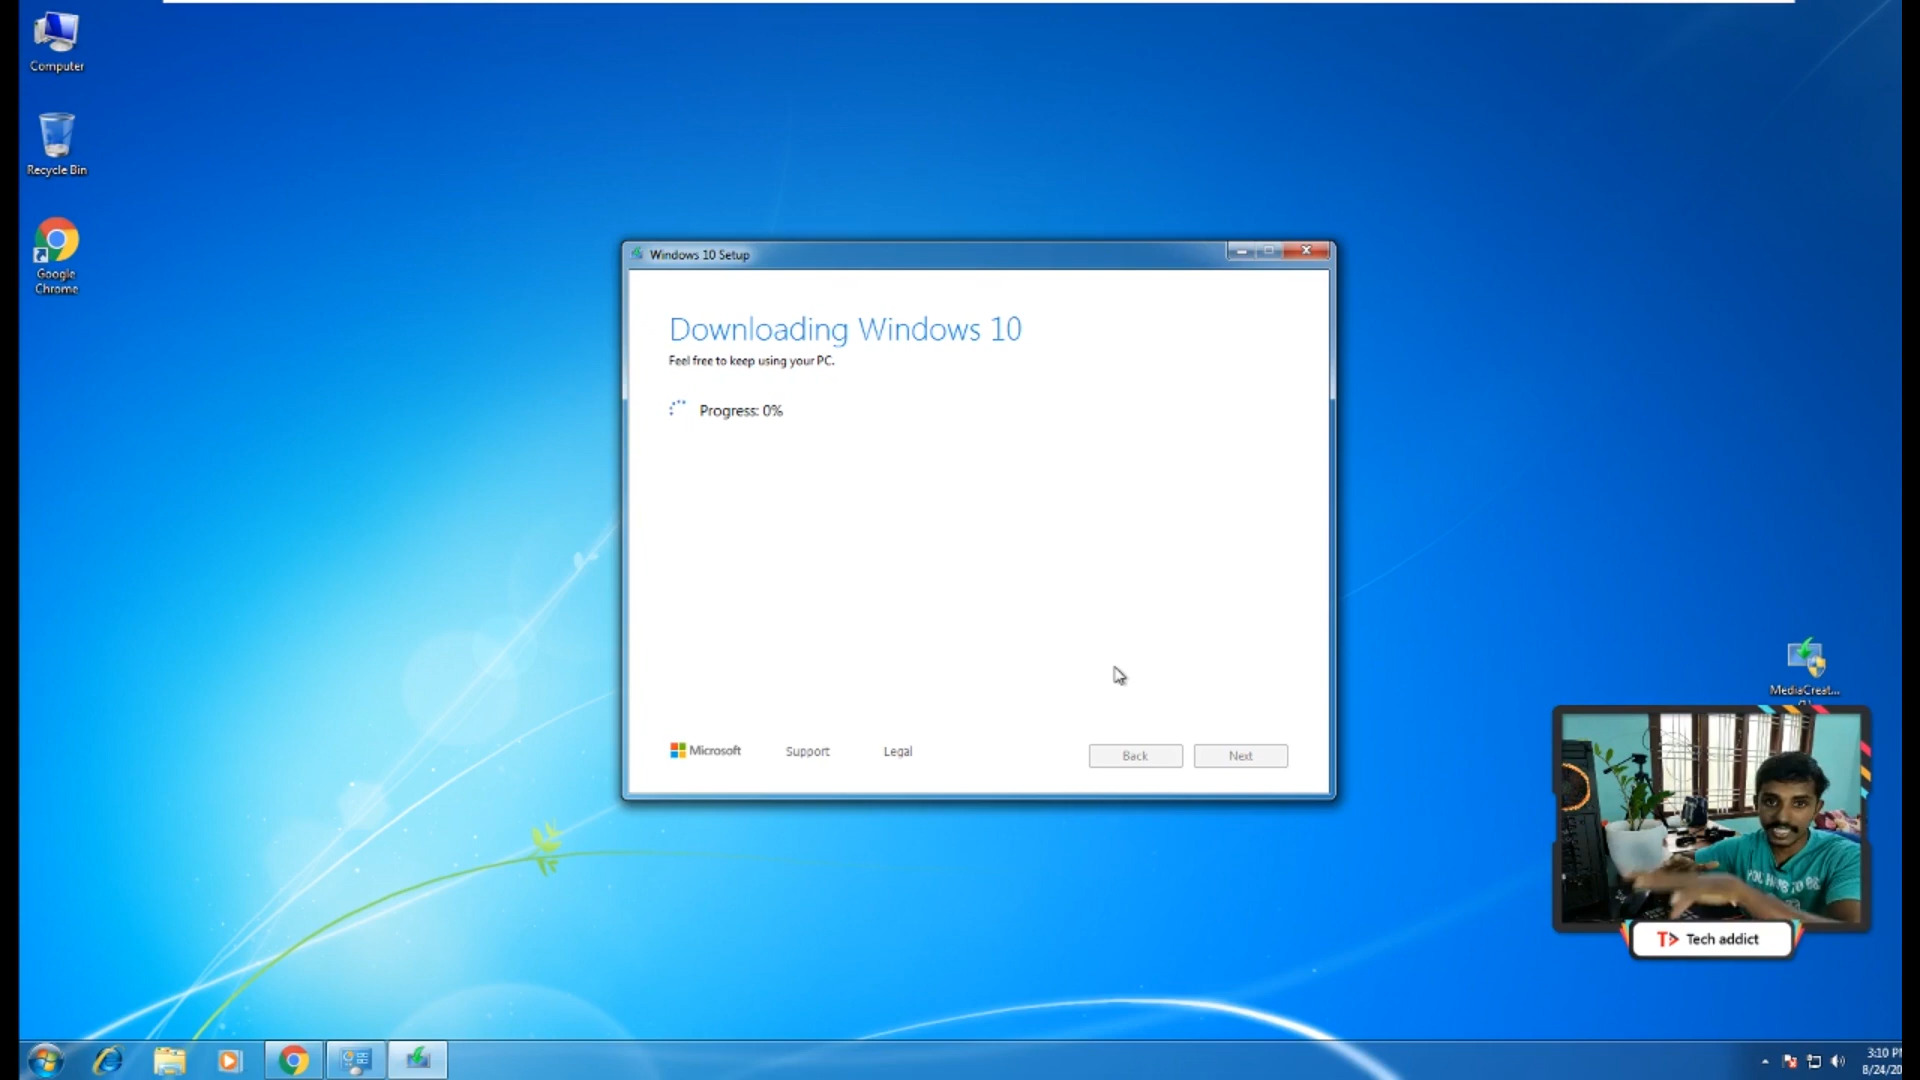 Computer
Recycle Bin
Google
Chrome
Windows 10 Setup
Downloading Windows 10
Feel free to keep using your PC.
Progress: 0%
Microsoft
Support
Legal
Back
Next
MediaCreat...
T> Tech addict
3:10 P
8/24/20